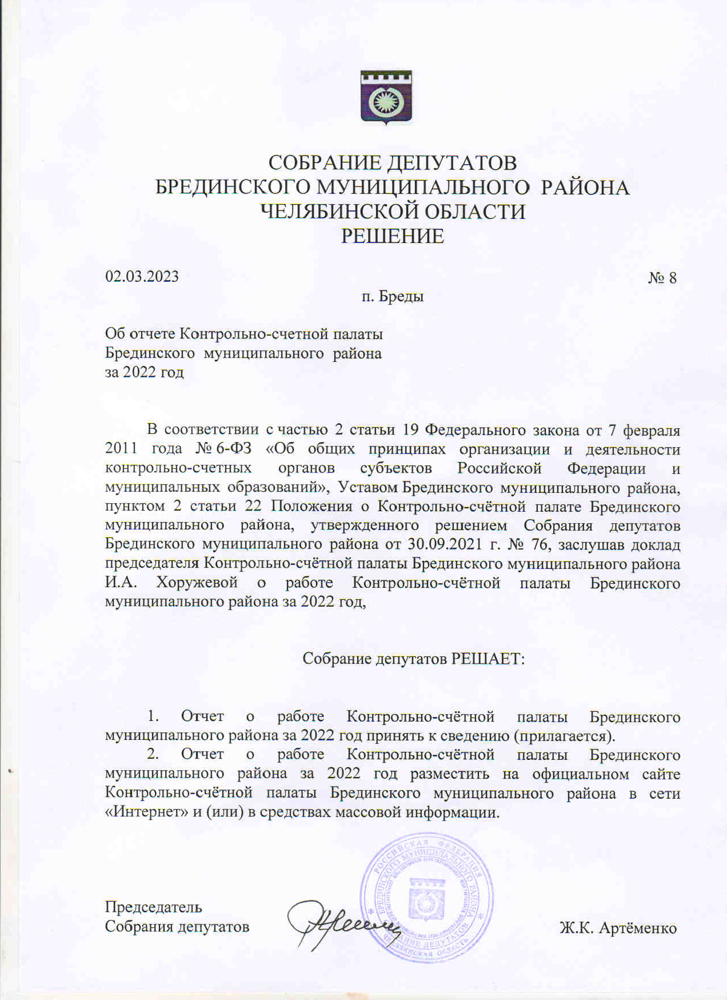 СОБРАНИЕ ДЕПУТАТОВ
БРЕДИНСКОГО МУНИЦИПАЛЬНОГО РАЙОНА
ЧЕЛЯБИНСКОЙ ОБЛАСТИ
РЕШЕНИЕ
02.03.2023 № 8
п. Бреды
Об отчете Контрольно-счетной палаты
Брединского муниципального района
за 2022 год
В соответствии с частью 2 статьи 19 Федерального закона от 7 февраля
2011 года № 6-ФЗ «Об общих принципах организации и деятельности
контрольно-счетных органов субъектов Российской Федерации и
муниципальных образований», Уставом Брединского муниципального района,
пунктом 2 статьи 22 Положения о Контрольно-счётной палате Брединского
муниципального района, утвержденного решением Собрания депутатов
Брединского муниципального района от 30.09.2021 г. № 76, заслушав доклад
председателя Контрольно-счётной палаты Брединского муниципального района
И.А. Хоружевой о работе Контрольно-счётной палаты Брединского
муниципального района за 2022 год,
Собрание депутатов РЕШАЕТ:
1. Отчет о работе Контрольно-счётной палаты Брединского
муниципального района за 2022 год принять к сведению (прилагается).
2. Отчет о работе Контрольно-счётной палаты Брединского
муниципального района за 2022 год разместить на официальном сайте
Контрольно-счётной палаты Брединского муниципального района в сети
«Интернет» и (или) в средствах массовой информации.
РОССИЙСКАЯ ФЕДЕРАЦИЯ
БРЕДИНСКОГО МУНИЦИПАЛЬНОГО РАЙОНА
СОБРАНИЕ ДЕПУТАТОВ
ЧЕЛЯБИНСКАЯ ОБЛАСТЬ
Председатель
Собрания депутатов Ж.К. Артёменко